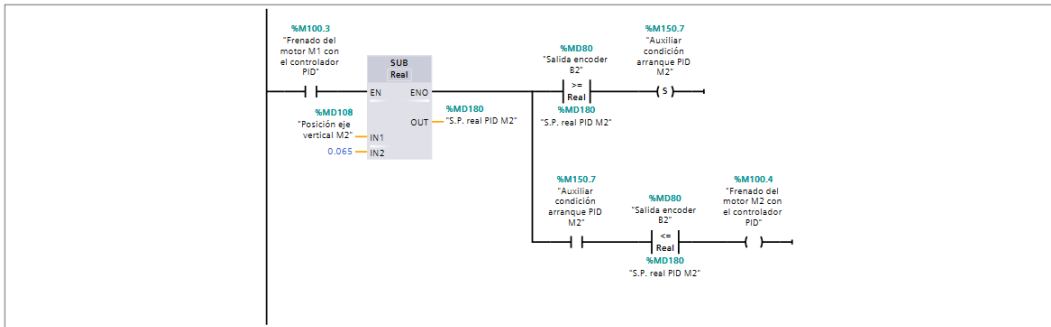 %M100.3
"Frenado del
motor M1 con
el controlador
PID"
SUB
Real
EN
ENO
%MD108
"Posición eje
vertical M2"
IN1
0.065
IN2
OUT
%MD180
"S.P. real PID M2"
%MD80
"Salida encoder
B2"
>=
Real
%MD180
"S.P. real PID M2"
%M150.7
"Auxiliar
condición
arranque PID
M2"
S
%M150.7
"Auxiliar
condición
arranque PID
M2"
%MD80
"Salida encoder
B2"
<=
Real
%MD180
"S.P. real PID M2"
%M100.4
"Frenado del
motor M2 con
el controlador
PID"